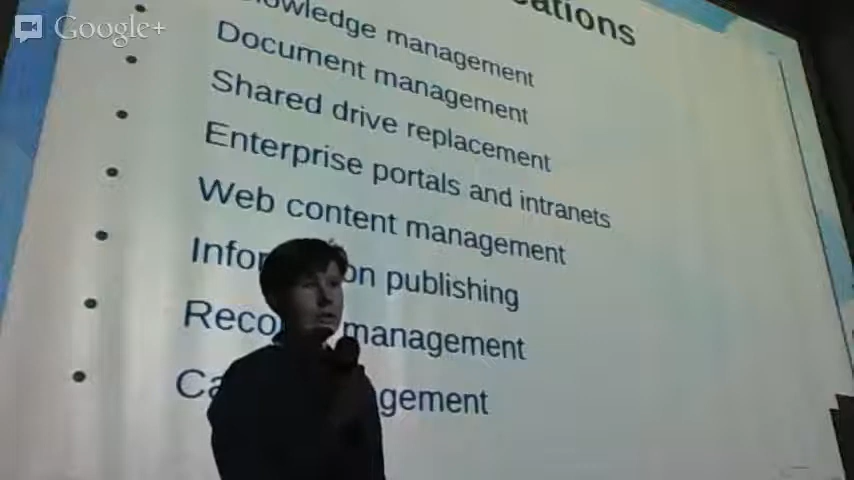 Google+
management
Document management
Shared drive replacement
Enterprise portals and intranets
Web content management
publishing
management